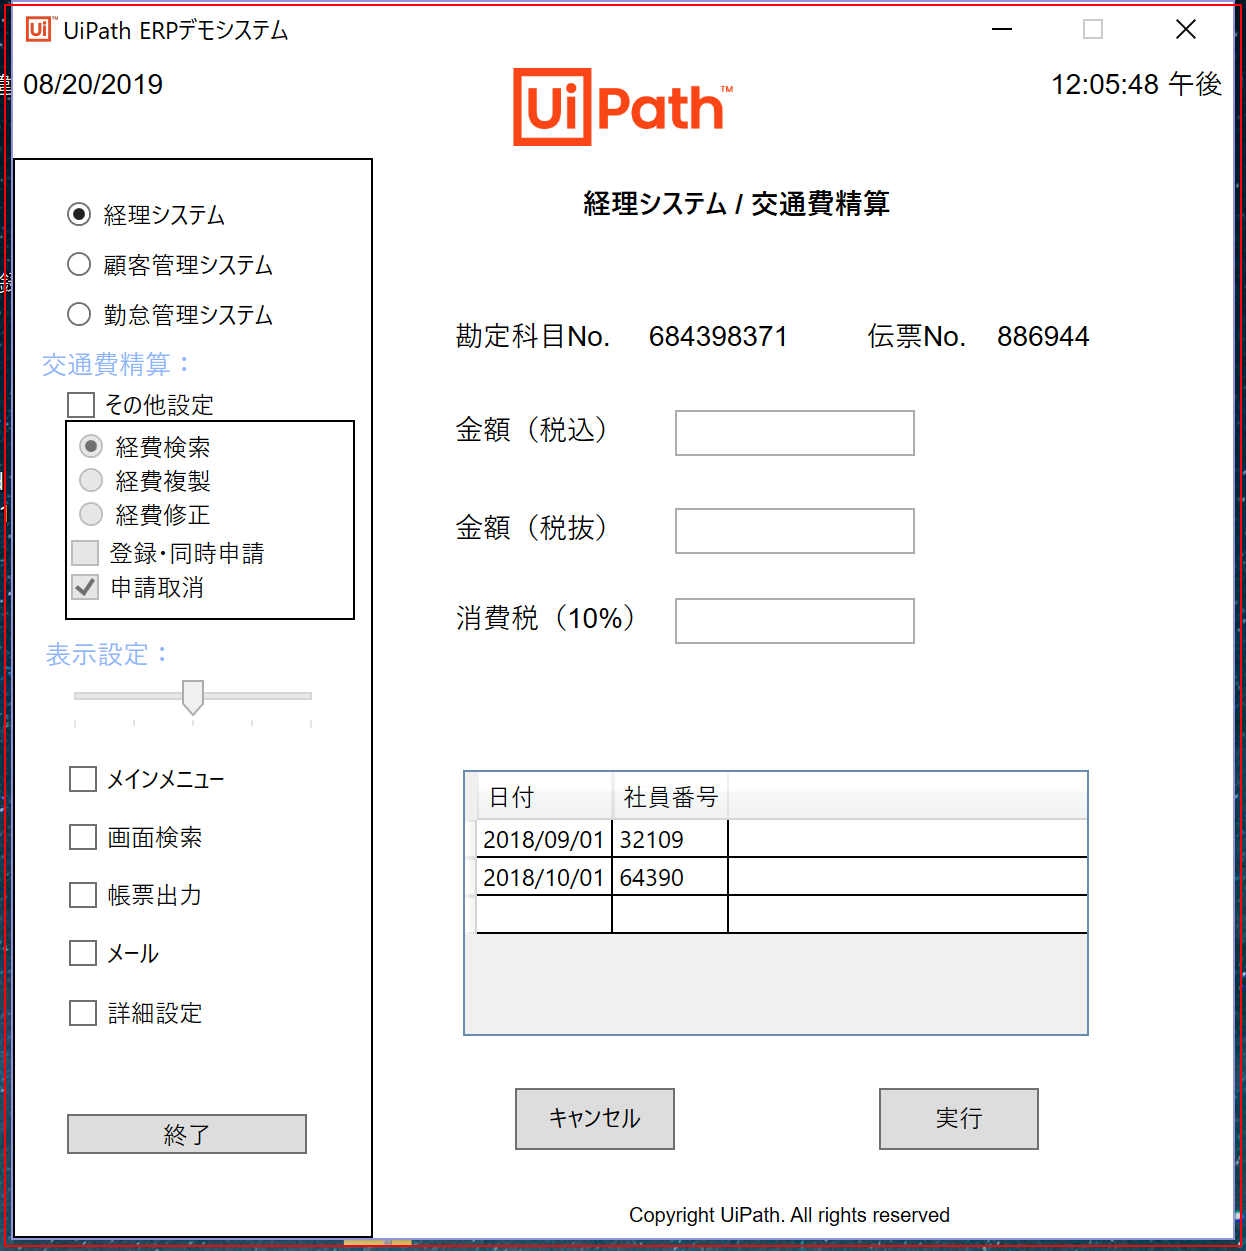 UiPath ERPデモシステム
08/20/2019
12:05:48 午後
UiPath™
経理システム
顧客管理システム
勤怠管理システム
交通費精算：
その他設定
経費検索
経費複製
経費修正
登録・同時申請
申請取消
表示設定：
メインメニュー
画面検索
帳票出力
メール
詳細設定
終了
経理システム / 交通費精算
勘定科目No. 684398371 伝票No. 886944
金額（税込）
金額（税抜）
消費税（10%）
日付 社員番号
2018/09/01 32109
2018/10/01 64390
キャンセル 実行
Copyright UiPath. All rights reserved